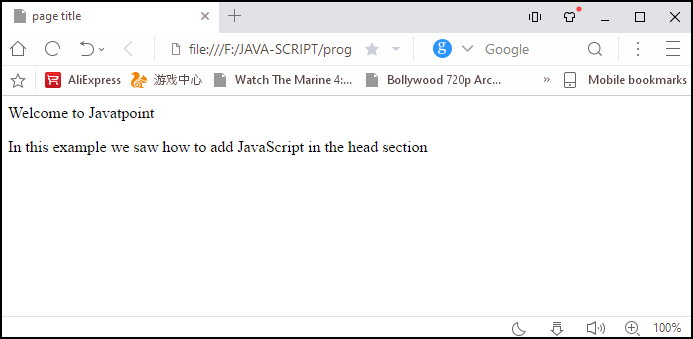 page title
file:///F:/JAVA-SCRIPT/prog
g
Google
AliExpress
游戏中心
Watch The Marine 4:...
Bollywood 720p Arc...
»
Mobile bookmarks
Welcome to Javatpoint
In this example we saw how to add JavaScript in the head section
100%